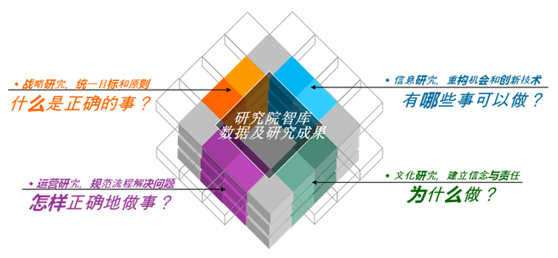 • 战略研究，统一目标和原则
什么是正确的事？
• 信息研究，重构机会和创新技术
有哪些事可以做？
研究院智库
数据及研究成果
• 运营研究，规范流程解决问题
怎样正确地做事？
• 文化研究，建立信念与责任
为什么做？